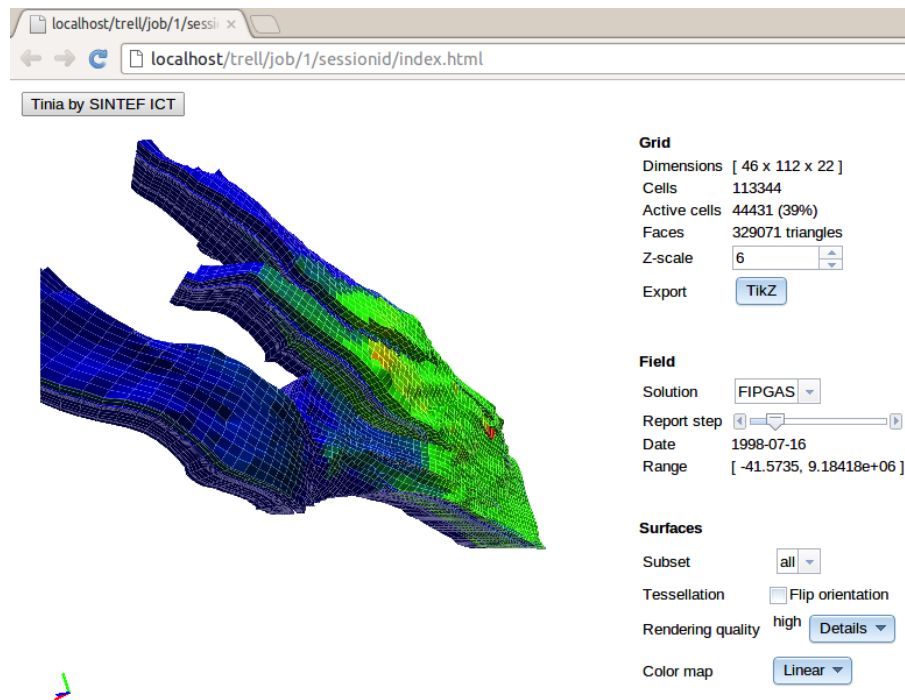 localhost/trell/job/1/sessi
localhost/trell/job/1/sessionid/index.html
Tinia by SINTEF ICT
Grid
Dimensions [ 46 x 112 x 22 ]
Cells 113344
Active cells 44431 (39%)
Faces 329071 triangles
Z-scale 6
Export TikZ
Field
Solution FIPGAS
Report step
Date 1998-07-16
Range [ -41.5735, 9.18418e+06 ]
Surfaces
Subset all
Tessellation Flip orientation
Rendering quality high Details
Color map Linear